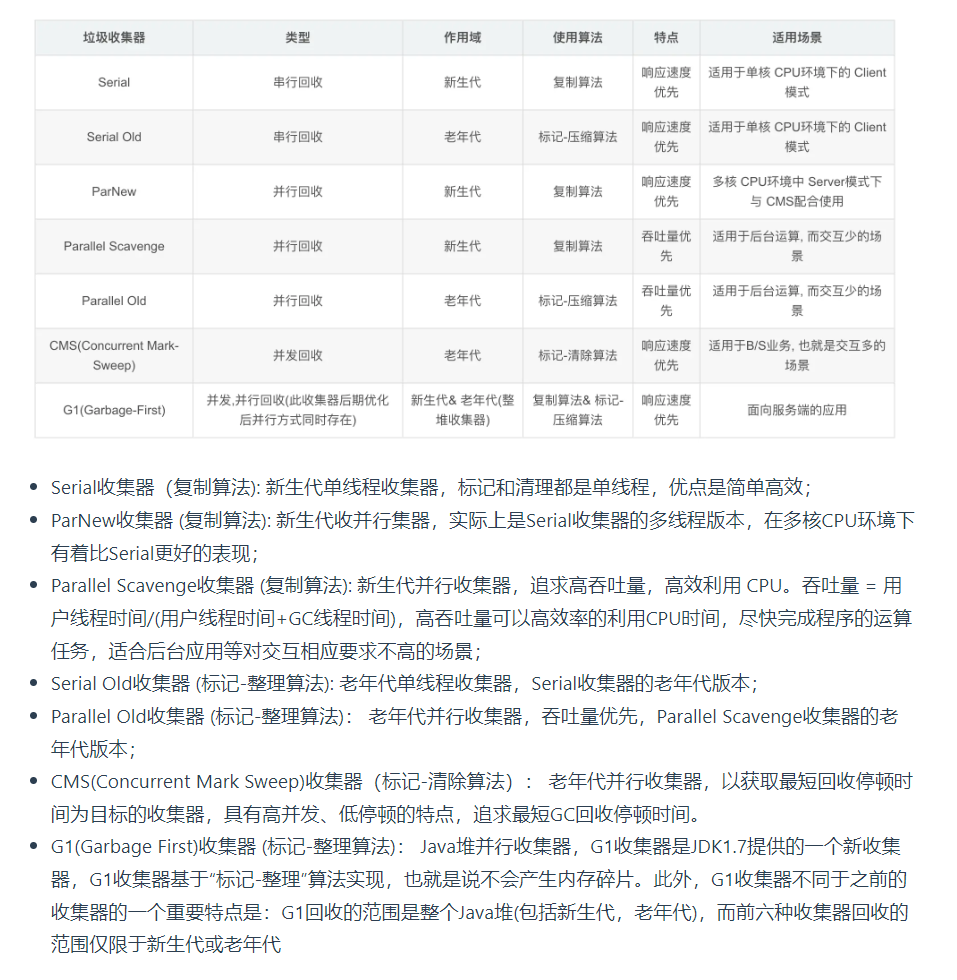 垃圾收集器 类型 作用域 使用算法 特点 适用场景
Serial 串行回收 新生代 复制算法 响应速度优先 适用于单核 CPU环境下的 Client模式
Serial Old 串行回收 老年代 标记-压缩算法 响应速度优先 适用于单核 CPU环境下的 Client模式
ParNew 并行回收 新生代 复制算法 响应速度优先 多核 CPU环境中 Server模式下与 CMS配合使用
Parallel Scavenge 并行回收 新生代 复制算法 吞吐量优先 适用于后台运算, 而交互少的场景
Parallel Old 并行回收 老年代 标记-压缩算法 吞吐量优先 适用于后台运算, 而交互少的场景
CMS(Concurrent Mark-Sweep) 并发回收 老年代 标记-清除算法 响应速度优先 适用于B/S业务, 也就是交互多的场景
G1(Garbage-First) 并发,并行回收(此收集器后期优化后并行方式同时存在) 新生代& 老年代(整堆收集器) 复制算法& 标记-压缩算法 响应速度优先 面向服务端的应用
• Serial收集器（复制算法): 新生代单线程收集器，标记和清理都是单线程，优点是简单高效；
• ParNew收集器 (复制算法): 新生代收并行集器，实际上是Serial收集器的多线程版本，在多核CPU环境下
有着比Serial更好的表现；
• Parallel Scavenge收集器 (复制算法): 新生代并行收集器，追求高吞吐量，高效利用 CPU。吞吐量 = 用
户线程时间/(用户线程时间+GC线程时间)，高吞吐量可以高效率的利用CPU时间，尽快完成程序的运算
任务，适合后台应用等对交互相应要求不高的场景；
• Serial Old收集器 (标记-整理算法): 老年代单线程收集器，Serial收集器的老年代版本；
• Parallel Old收集器 (标记-整理算法)： 老年代并行收集器，吞吐量优先，Parallel Scavenge收集器的老
年代版本；
• CMS(Concurrent Mark Sweep)收集器（标记-清除算法）： 老年代并行收集器，以获取最短回收停顿时
间为目标的收集器，具有高并发、低停顿的特点，追求最短GC回收停顿时间。
• G1(Garbage First)收集器 (标记-整理算法)： Java堆并行收集器，G1收集器是JDK1.7提供的一个新收集
器，G1收集器基于“标记-整理”算法实现，也就是说不会产生内存碎片。此外，G1收集器不同于之前的
收集器的一个重要特点是：G1回收的范围是整个Java堆(包括新生代，老年代)，而前六种收集器回收的
范围仅限于新生代或老年代